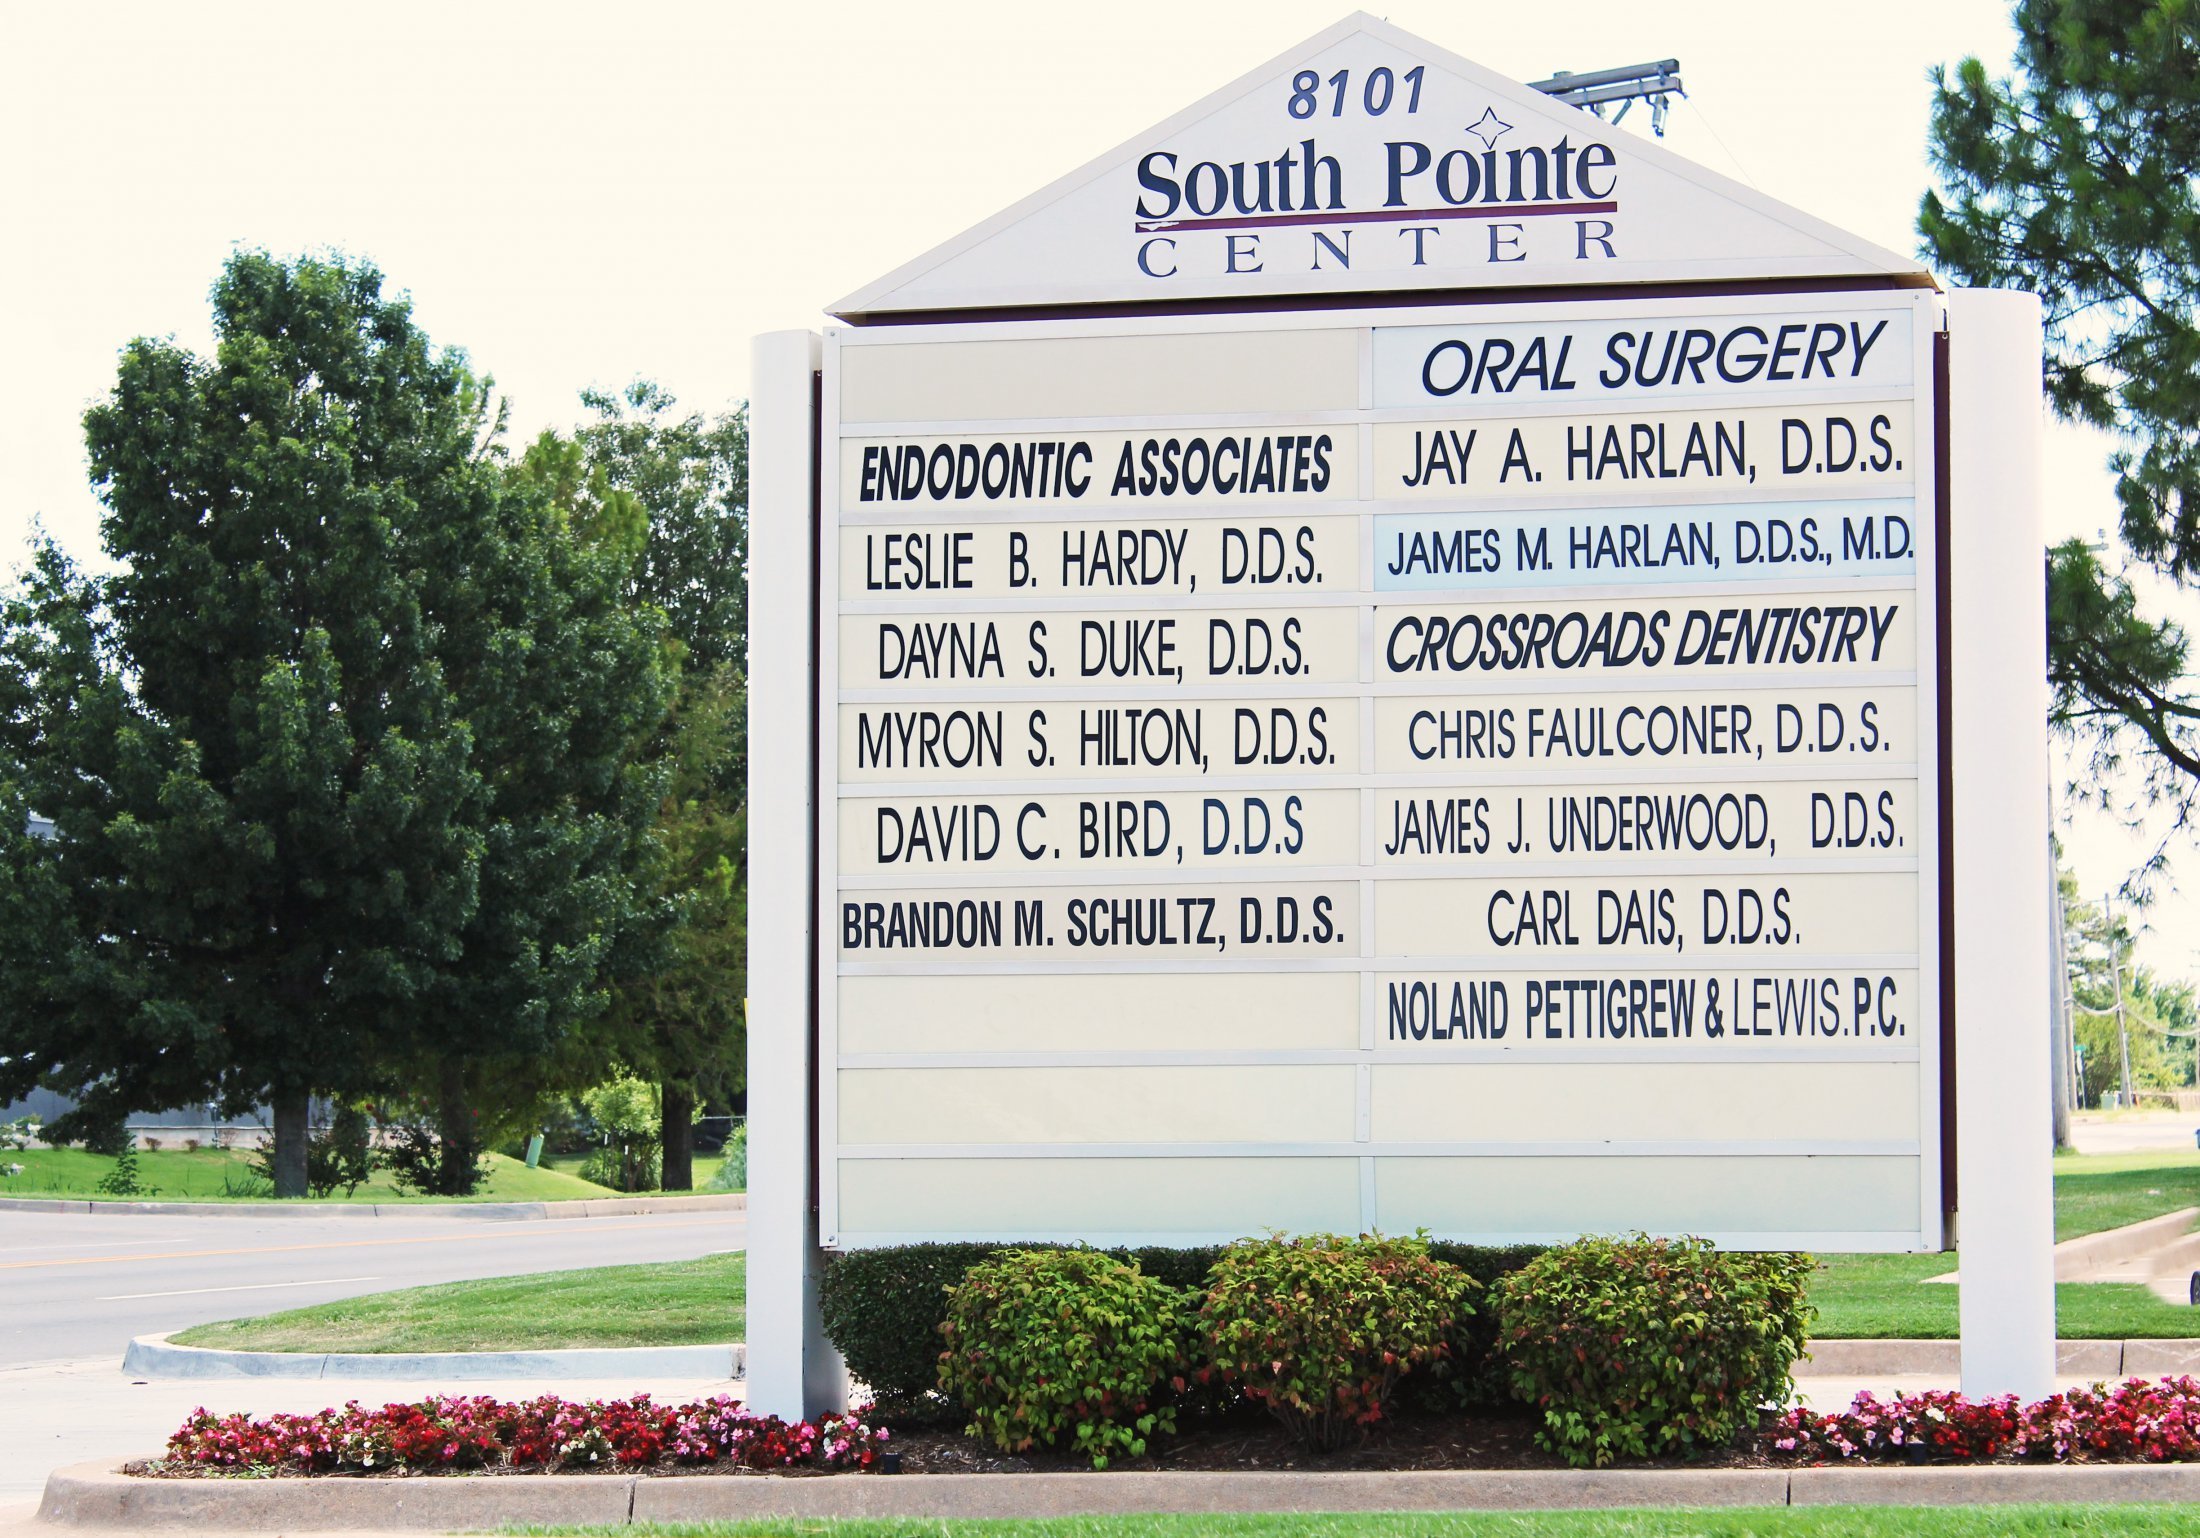 8101
South Pointe
CENTER
ENDODONTIC ASSOCIATES
LESLIE B. HARDY, D.D.S.
DAYNA S. DUKE, D.D.S.
MYRON S. HILTON, D.D.S.
DAVID C. BIRD, D.D.S
BRANDON M. SCHULTZ, D.D.S.
ORAL SURGERY
JAY A. HARLAN, D.D.S.
JAMES M. HARLAN, D.D.S., M.D.
CROSSROADS DENTISTRY
CHRIS FAULCONER, D.D.S.
JAMES J. UNDERWOOD, D.D.S.
CARL DAIS, D.D.S.
NOLAND PETTIGREW & LEWIS. P.C.